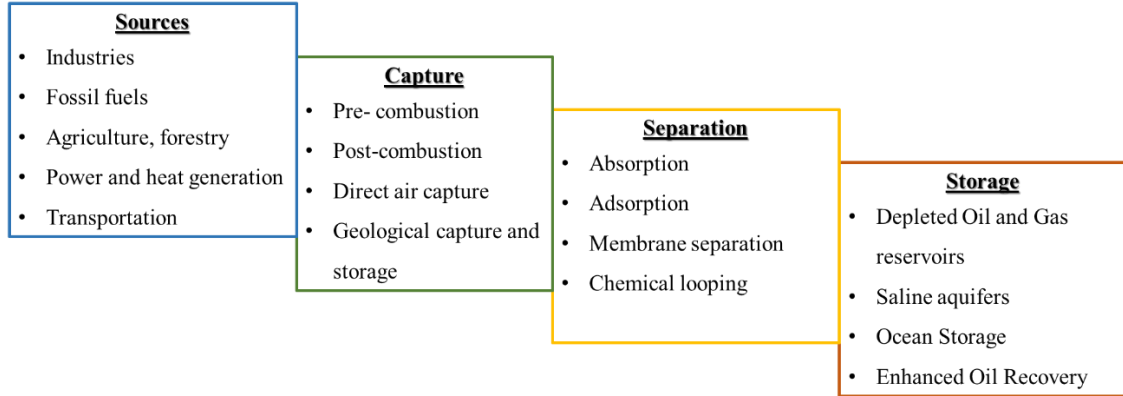 Sources
• Industries
• Fossil fuels
• Agriculture, forestry
• Power and heat generation
• Transportation
Capture
• Pre- combustion
• Post-combustion
• Direct air capture
• Geological capture and
storage
Separation
• Absorption
• Adsorption
• Membrane separation
• Chemical looping
Storage
• Depleted Oil and Gas
reservoirs
• Saline aquifers
• Ocean Storage
• Enhanced Oil Recovery